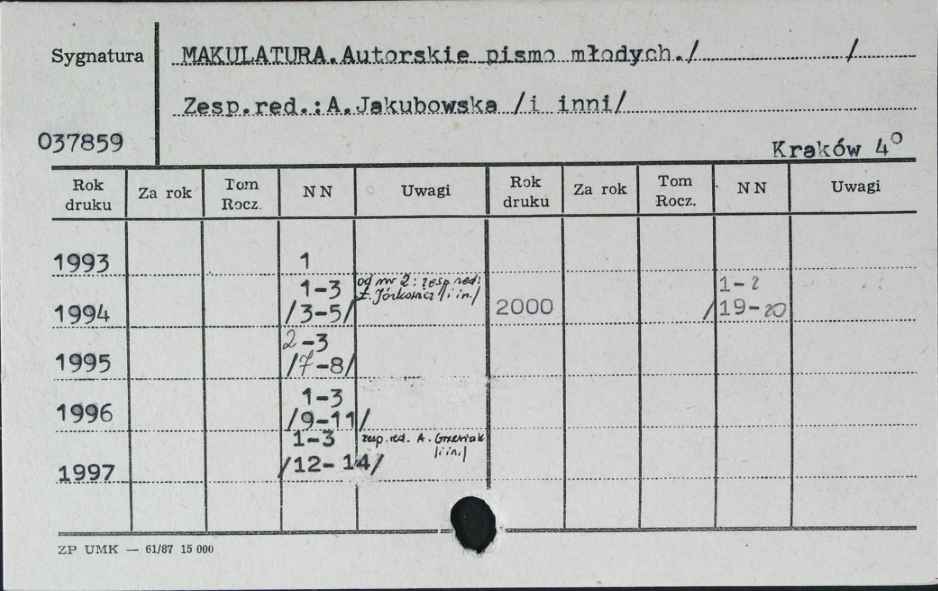 Sygnatura MAKULATURA.Autorskie pismo młodych./ /
Zesp.red.:A.Jakubowska /i inni/
037859 Kraków 4°
Rok druku Za rok Tom Rocz. NN Uwagi Rok druku Za rok Tom Rocz. NN Uwagi
1993 1
1-3 od nr 2: zesp.red: 1-2
1994 /3-5/ /i in./ 2000 /19-20
2-3
1995 /7-8/
1-3
1996 /9-11/
1-3 zesp.red. A.
/i in./
1997 /12-14/
ZP UMK — 61/87 15 000